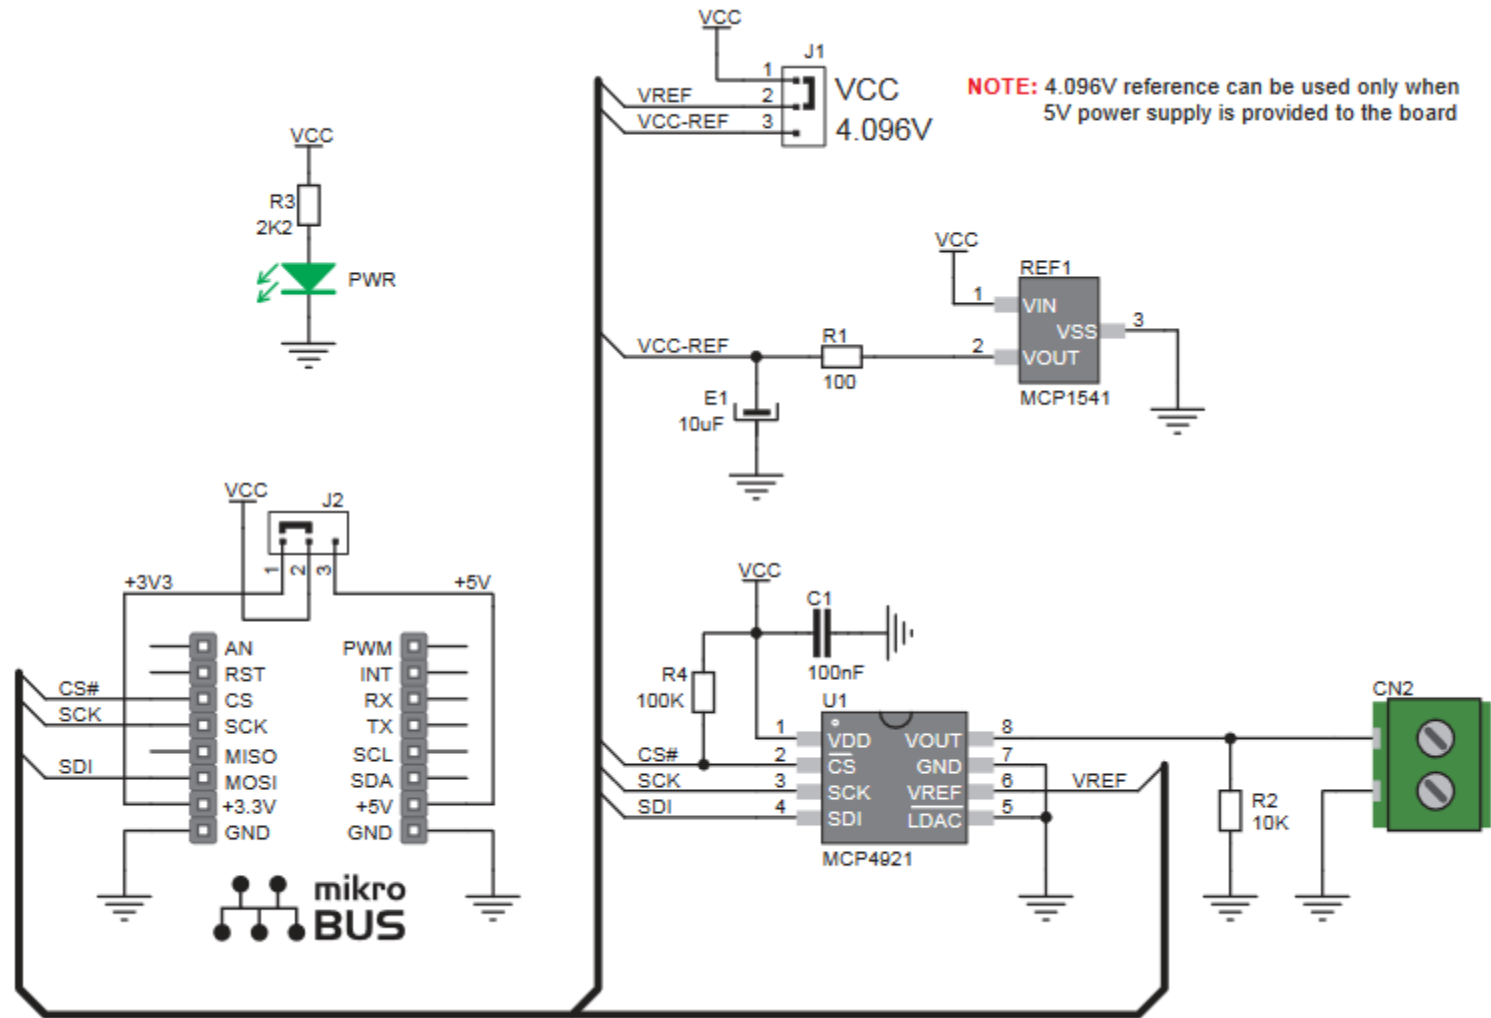 VCC
J1
1
VREF 2
VCC-REF 3
VCC
4.096V
NOTE: 4.096V reference can be used only when
5V power supply is provided to the board
VCC
R3
2K2
PWR
VCC
REF1
1 VIN
VSS 3
2 VOUT
MCP1541
VCC-REF
R1
100
E1
10uF
VCC
J2
1 2 3
+3V3 +5V
AN PWM
RST INT
CS# CS RX
SCK SCK TX
MISO SCL
SDI MOSI SDA
+3.3V +5V
GND GND
mikro
BUS
VCC
C1
100nF
R4
100K
U1
1 VDD VOUT 8
CS# 2 CS GND 7
SCK 3 SCK VREF 6 VREF
SDI 4 SDI LDAC 5
MCP4921
R2
10K
CN2